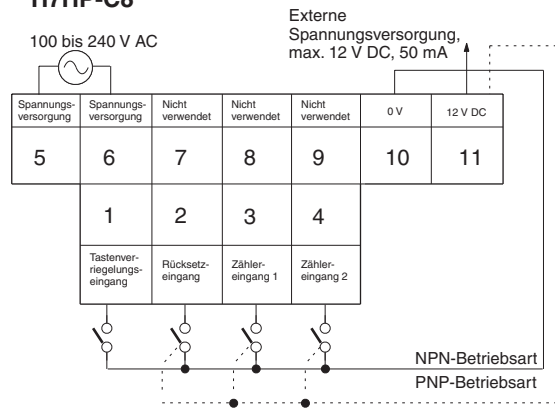 H7HP-C8
Externe
Spannungsversorgung,
max. 12 V DC, 50 mA
100 bis 240 V AC
Spannungs-
versorgung
Spannungs-
versorgung
Nicht
verwendet
Nicht
verwendet
Nicht
verwendet
0 V
12 V DC
5
6
7
8
9
10
11
1
2
3
4
Tastenver-
riegelungs-
eingang
Rücksetz-
eingang
Zähler-
eingang 1
Zähler-
eingang 2
NPN-Betriebsart
PNP-Betriebsart